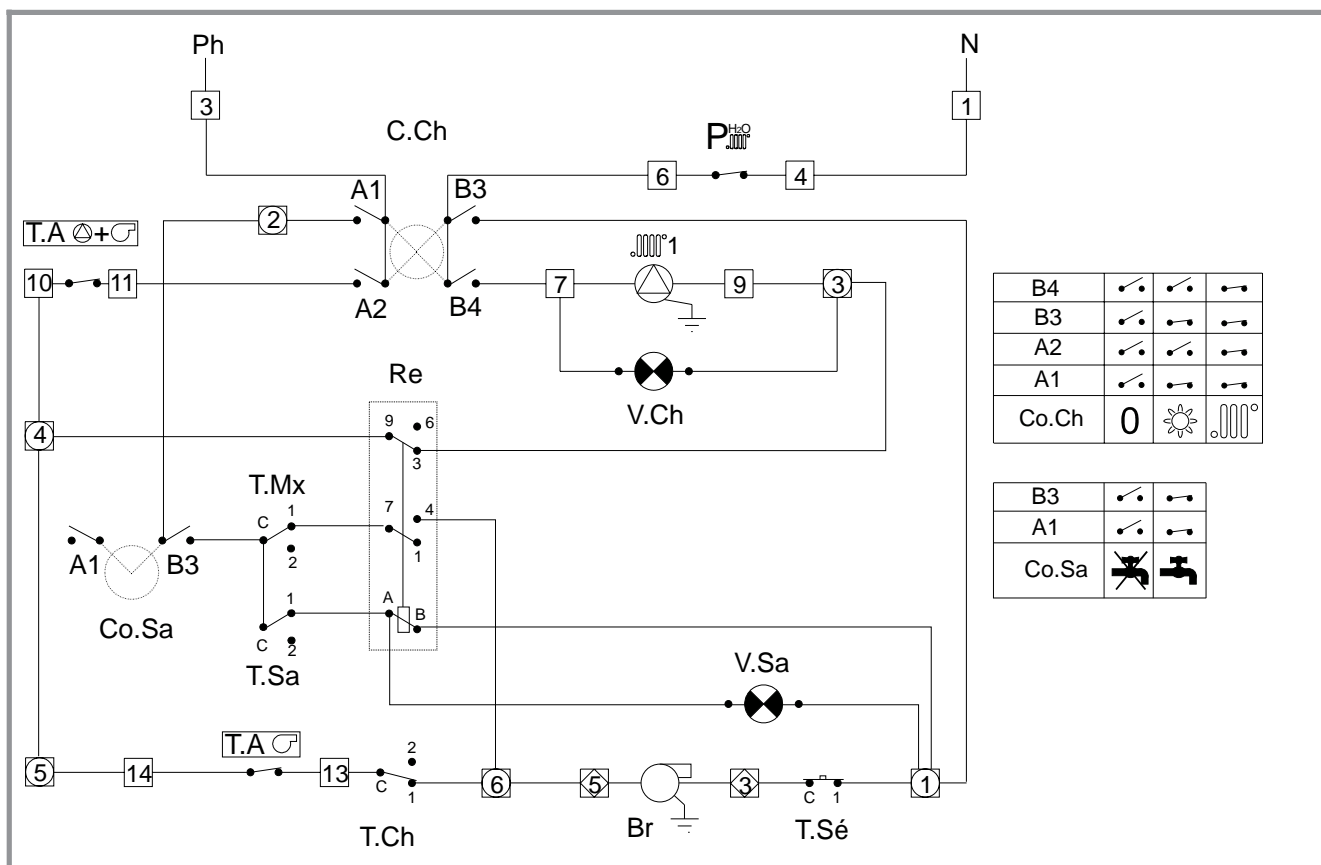 Ph N
3 1
C.Ch
P H2O
6 4
A1 B3
2
T.A + 1
10 11 7 9 3
A2 B4
Re
V.Ch
9 6
4
3
T.Mx
1 7 4
C
2 1
A1 B3
1 A B
Co.Sa
C 2
T.Sa
V.Sa
T.A
2
5 14 13 6 5 3 1
C 1 C 1
T.Ch Br T.Sé
B4
B3
A2
A1
Co.Ch 0
B3
A1
Co.Sa